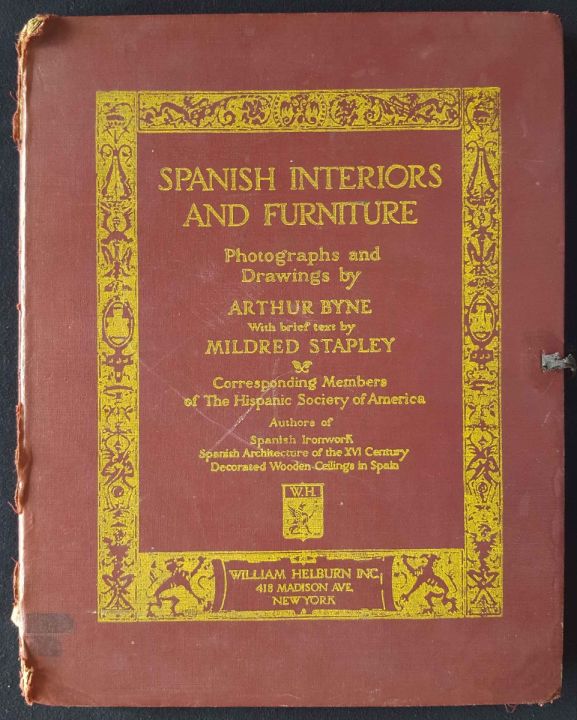 SPANISH INTERIORS
AND FURNITURE
Photographs and
Drawings by
ARTHUR BYNE
With brief text by
MILDRED STAPLEY
Corresponding Members
of The Hispanic Society of America
Authors of
Spanish Ironwork
Spanish Architecture of the XVI Century
Decorated Wooden Ceilings in Spain
W.H.
WILLIAM HELBURN INC.
418 MADISON AVE.
NEW YORK